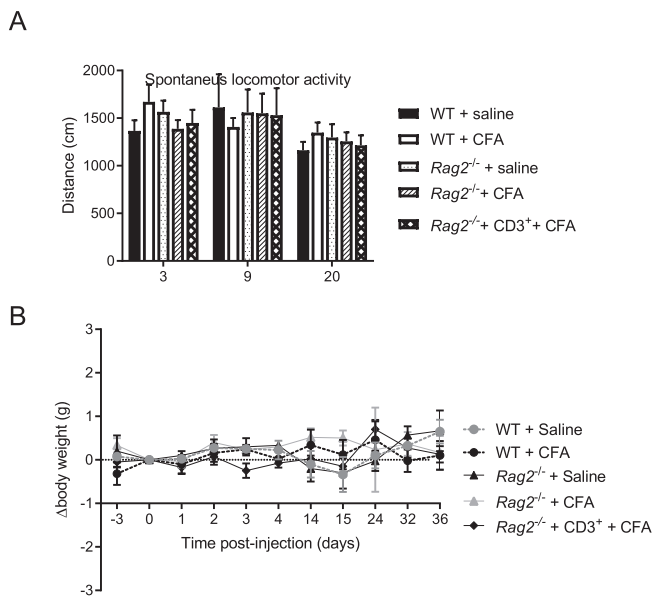 A
Spontaneus locomotor activity
Distance (cm)
2000
1500
1000
500
0
3 9 20
WT + saline
WT + CFA
Rag2-/- + saline
Rag2-/-+ CFA
Rag2-/-+ CD3++ CFA
B
Δbody weight (g)
3
2
1
0
-1
-2
-3
-3 0 1 2 3 4 14 15 24 32 36
Time post-injection (days)
WT + Saline
WT + CFA
Rag2-/- + Saline
Rag2-/- + CFA
Rag2-/- + CD3+ + CFA